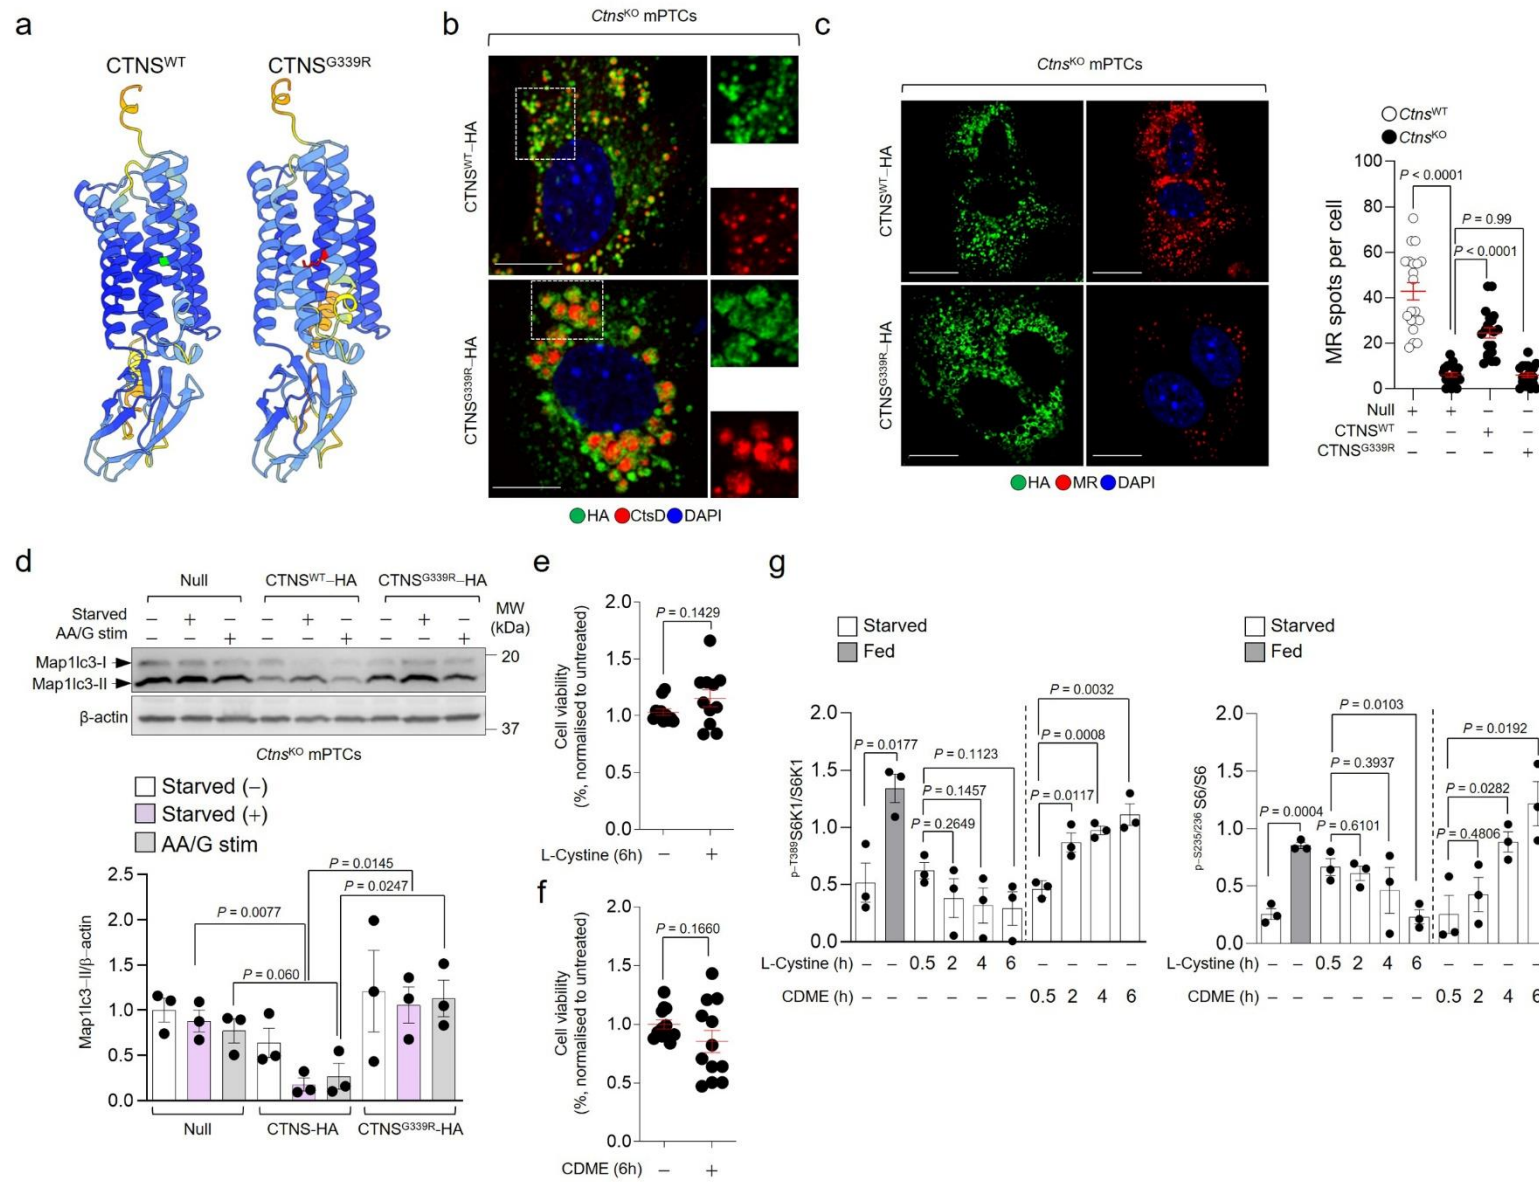 a
CTNSWT
CTNSG339R
b
CtnsKO mPTCs
CTNSWT–HA
CTNSG339R–HA
HA CtsD DAPI
c
CtnsKO mPTCs
CTNSWT–HA
CTNSG339R–HA
HA MR DAPI
CtnsWT
CtnsKO
MR spots per cell
100
80
60
40
20
0
P < 0.0001
P = 0.99
P < 0.0001
Null + + – –
CTNSWT – – + –
CTNSG339R – – – +
d
Null CTNSWT–HA CTNSG339R–HA
Starved – + – – + – – + –
AA/G stim – – + – – + – – +
MW
(kDa)
Map1lc3-I
Map1lc3-II
β-actin
20
37
CtnsKO mPTCs
Starved (–)
Starved (+)
AA/G stim
Map1lc3–II/β–actin
2.5
2.0
1.5
1.0
0.5
0.0
P = 0.0145
P = 0.0247
P = 0.0077
P = 0.060
Null CTNS-HA CTNSG339R-HA
e
Cell viability
(%, normalised to untreated)
2.0
1.5
1.0
0.5
0.0
P = 0.1429
L-Cystine (6h) – +
f
Cell viability
(%, normalised to untreated)
2.0
1.5
1.0
0.5
0.0
P = 0.1660
CDME (6h) – +
g
Starved
Fed
p–T389S6K1/S6K1
2.0
1.5
1.0
0.5
0.0
P = 0.0177
P = 0.1123
P = 0.1457
P = 0.2649
P = 0.0032
P = 0.0008
P = 0.0117
L-Cystine (h) – – 0.5 2 4 6 – – – –
CDME (h) – – – – – – 0.5 2 4 6
Starved
Fed
p–S235/236 S6/S6
2.0
1.5
1.0
0.5
0.0
P = 0.0004
P = 0.0103
P = 0.3937
P = 0.6101
P = 0.0192
P = 0.0282
P = 0.4806
L-Cystine (h) – – 0.5 2 4 6 – – – –
CDME (h) – – – – – – 0.5 2 4 6